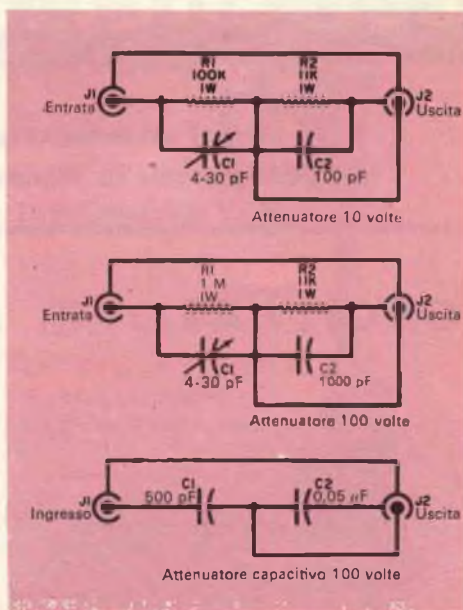 R1 R2
100K 11K
1W 1W
J1 J2
Entrata Uscita
C1 C2
4-30 pF 100 pF
Attenuatore 10 volte
R1 R2
1 M 11K
1W 1W
J1 J2
Entrata Uscita
C1 C2
4-30 pF 1000 pF
Attenuatore 100 volte
C1 C2
J1 500 pF 0,05 µF J2
Ingresso Uscita
Attenuatore capacitivo 100 volte